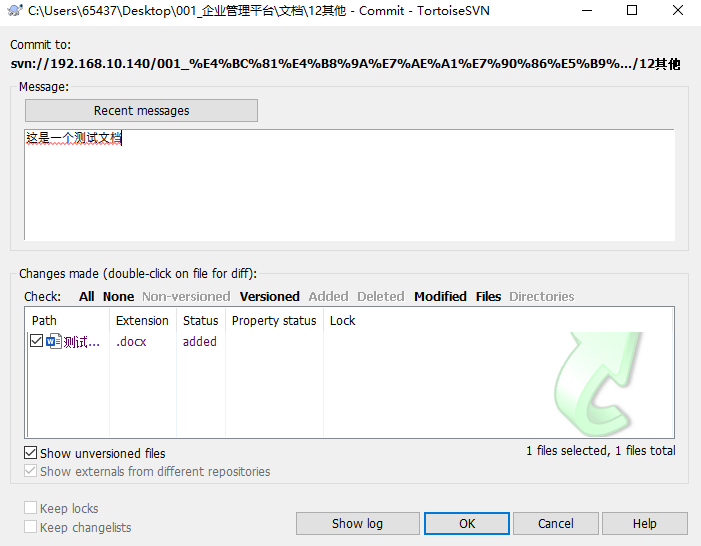 C:\Users\65437\Desktop\001_企业管理平台\文档\12其他 - Commit - TortoiseSVN
Commit to:
svn://192.168.10.140/001_%E4%BC%81%E4%B8%9A%E7%AE%A1%E7%90%86%E5%B9%.../12其他
Message:
Recent messages
这是一个测试文档
Changes made (double-click on file for diff):
Check: All None Non-versioned Versioned Added Deleted Modified Files Directories
Path Extension Status Property status Lock
测试... .docx added
Show unversioned files
1 files selected, 1 files total
Show externals from different repositories
Keep locks
Keep changelists
Show log OK Cancel Help